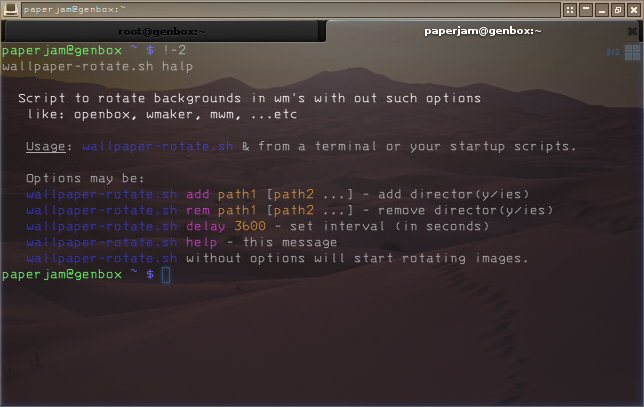 paperjam@genbox:~
root@genbox:~
paperjam@genbox:~
paperjam@genbox ~ $ !-2
2/2
wallpaper-rotate.sh halp
Script to rotate backgrounds in wm's with out such options
like: openbox, wmaker, mwm, ...etc
Usage: wallpaper-rotate.sh & from a terminal or your startup scripts.
Options may be:
wallpaper-rotate.sh add path1 [path2 ...] - add director(y/ies)
wallpaper-rotate.sh rem path1 [path2 ...] - remove director(y/ies)
wallpaper-rotate.sh delay 3600 - set interval (in seconds)
wallpaper-rotate.sh help - this message
wallpaper-rotate.sh without options will start rotating images.
paperjam@genbox ~ $